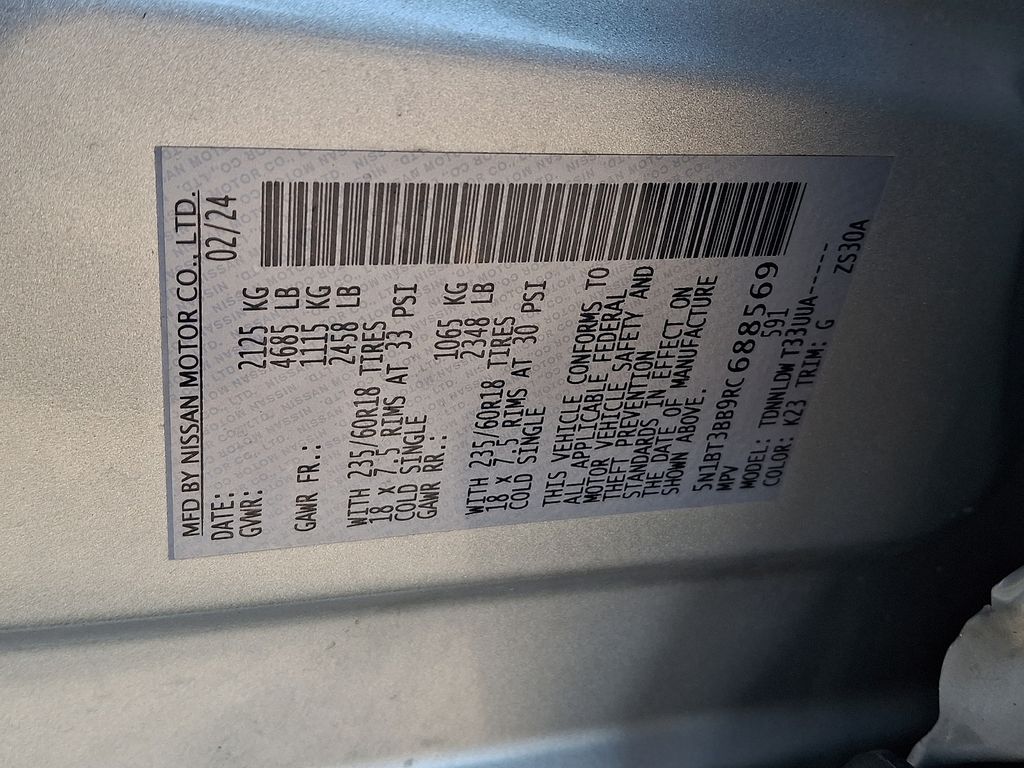 MFD BY NISSAN MOTOR CO., LTD.
DATE: 02/24
GVWR: 2125 KG
4685 LB
GAWR FR.: 1115 KG
2458 LB
WITH 235/60R18 TIRES
18 X 7.5 RIMS AT 33 PSI
COLD SINGLE
GAWR RR.: 1065 KG
2348 LB
WITH 235/60R18 TIRES
18 X 7.5 RIMS AT 30 PSI
COLD SINGLE
THIS VEHICLE CONFORMS TO
ALL APPLICABLE FEDERAL
MOTOR VEHICLE SAFETY AND
THEFT PREVENTION
STANDARDS IN EFFECT ON
THE DATE OF MANUFACTURE
SHOWN ABOVE.
5N1BT3BB9RC688569
MPV 591
MODEL: TDNNLDWT33UUA-----
COLOR: K23 TRIM: G ZS30A